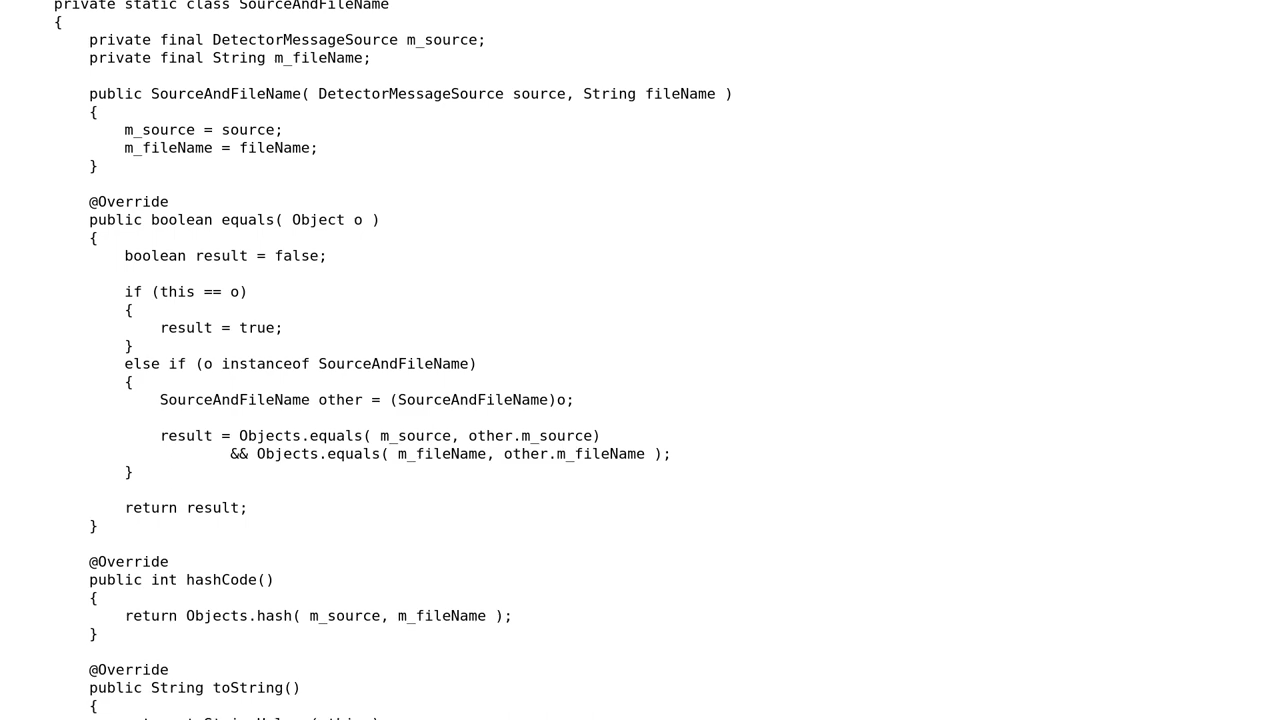 private static class SourceAndFileName
    {
        private final DetectorMessageSource m_source;
        private final String m_fileName;

        public SourceAndFileName( DetectorMessageSource source, String fileName )
        {
            m_source = source;
            m_fileName = fileName;
        }

        @Override
        public boolean equals( Object o )
        {
            boolean result = false;

            if (this == o)
            {
                result = true;
            }
            else if (o instanceof SourceAndFileName)
            {
                SourceAndFileName other = (SourceAndFileName)o;

                result = Objects.equals( m_source, other.m_source)
                        && Objects.equals( m_fileName, other.m_fileName );
            }

            return result;
        }

        @Override
        public int hashCode()
        {
            return Objects.hash( m_source, m_fileName );
        }

        @Override
        public String toString()
        {